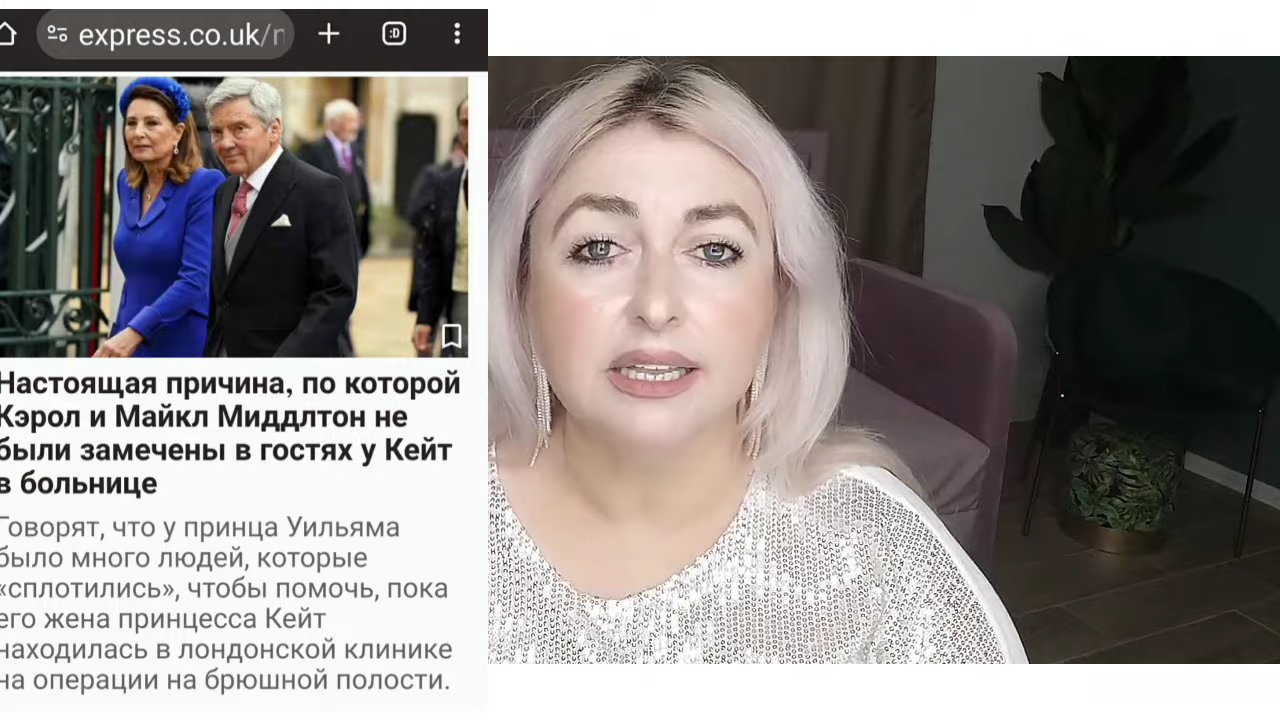 express.co.uk/n
Настоящая причина, по которой
Кэрол и Майкл Миддлтон не
были замечены в гостях у Кейт
в больнице
Говорят, что у принца Уильяма
было много людей, которые
«сплотились», чтобы помочь, пока
его жена принцесса Кейт
находилась в лондонской клинике
на операции на брюшной полости.